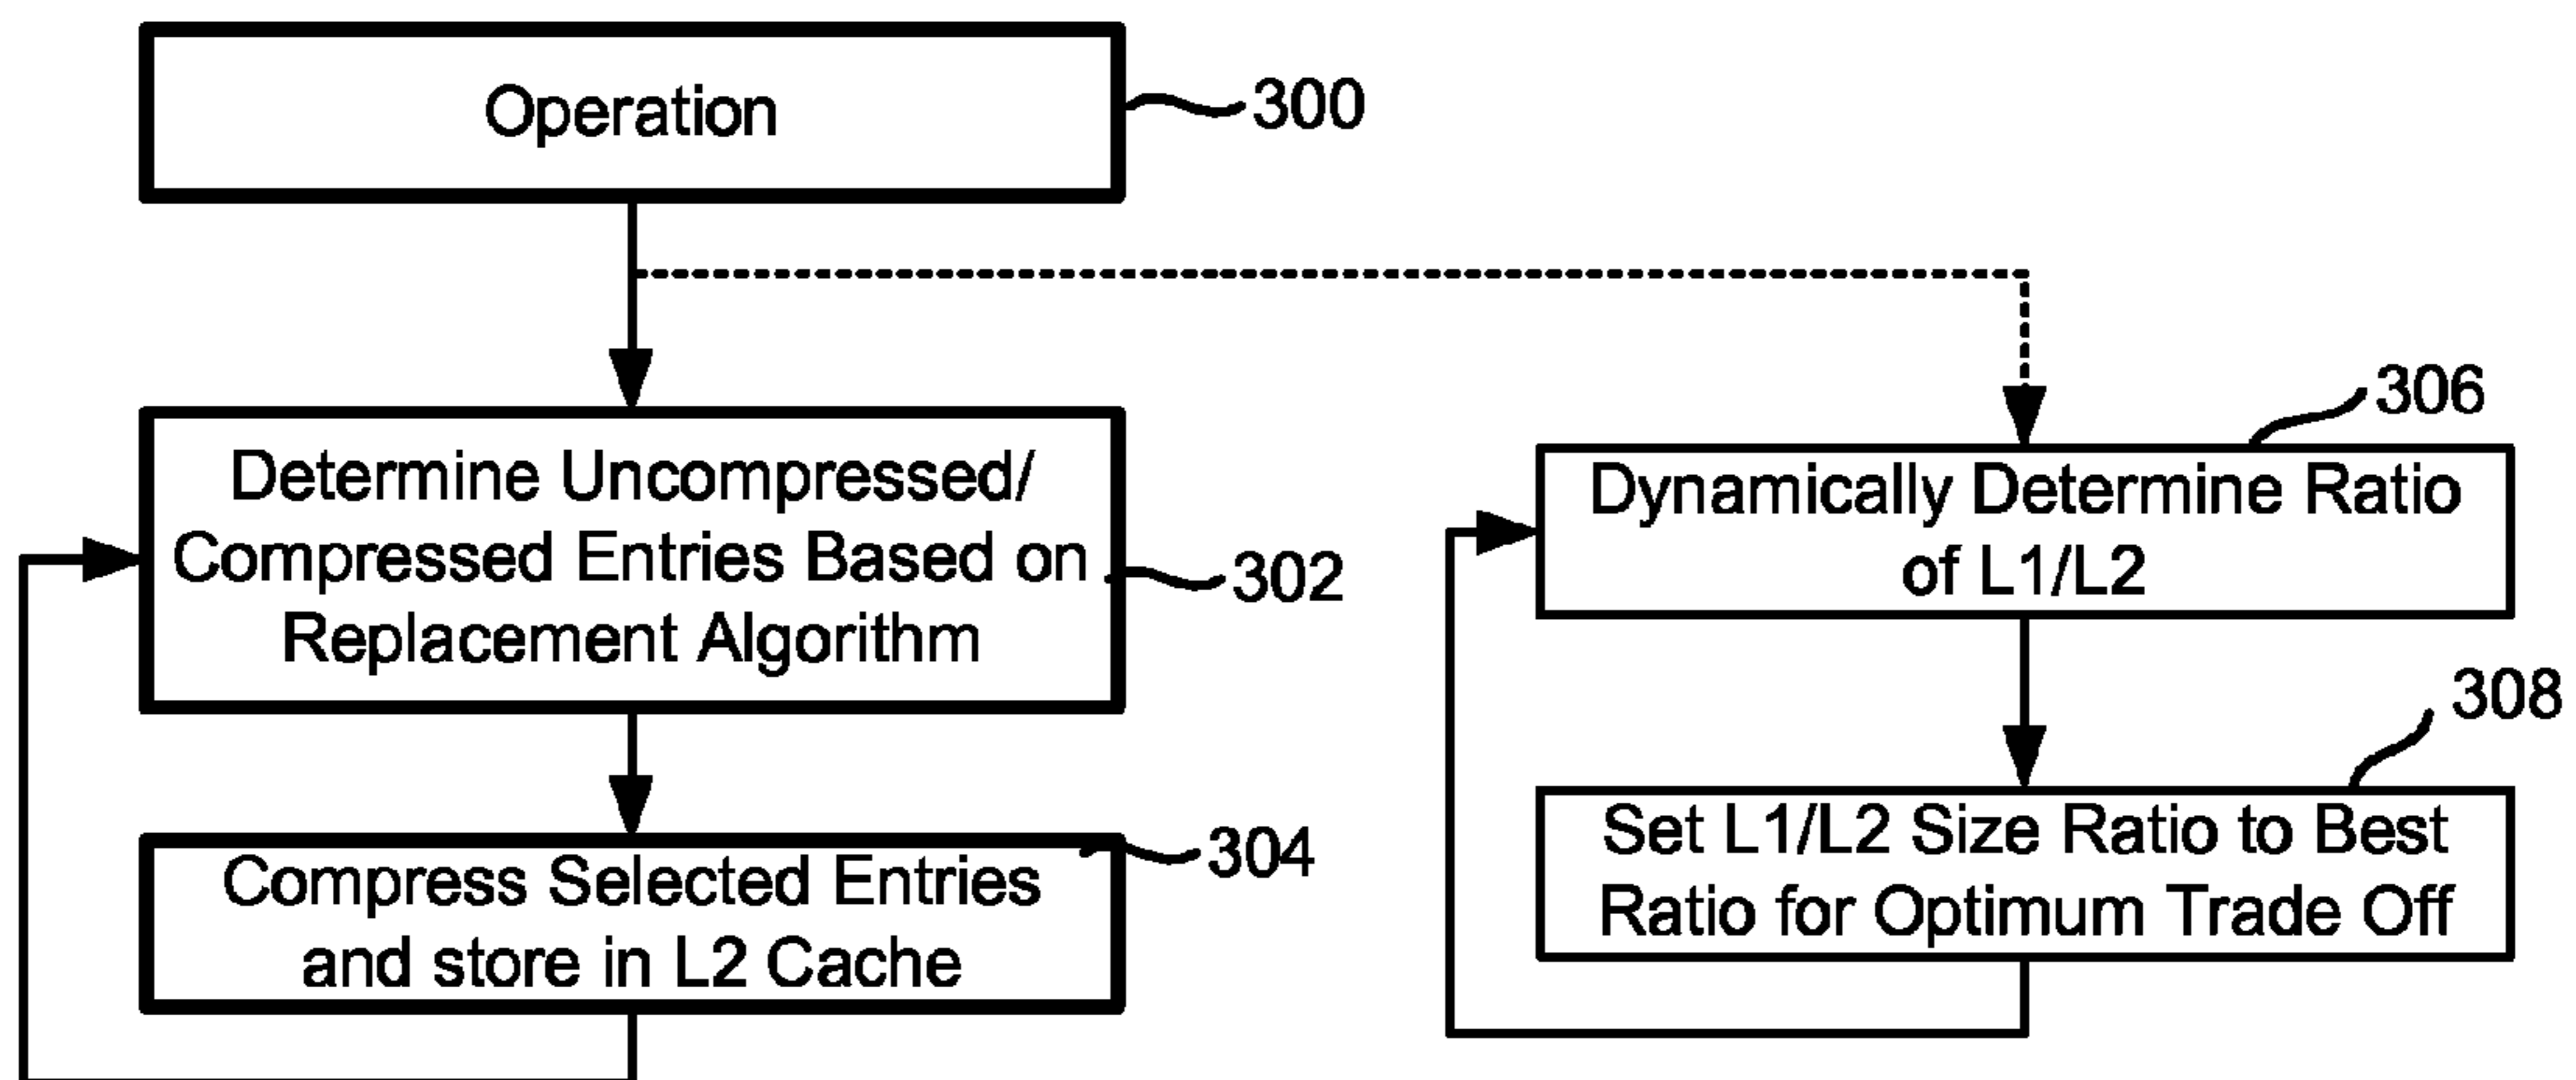 Operation
300
Determine Uncompressed/
Compressed Entries Based on
Replacement Algorithm
302
Compress Selected Entries
and store in L2 Cache
304
306
Dynamically Determine Ratio
of L1/L2
308
Set L1/L2 Size Ratio to Best
Ratio for Optimum Trade Off